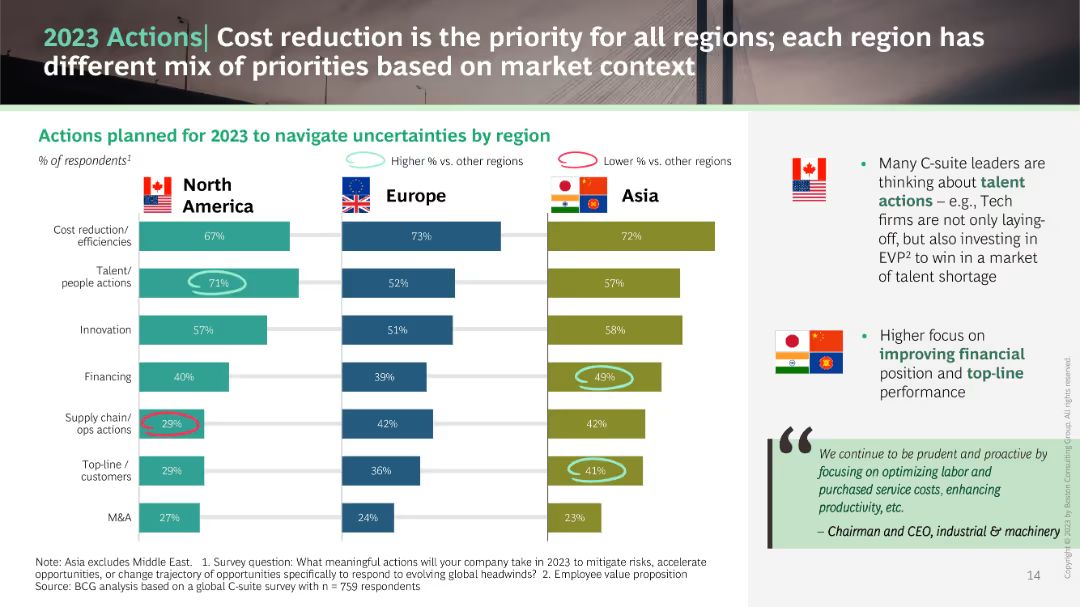 2023 Actions| Cost reduction is the priority for all regions; each region has
different mix of priorities based on market context
Actions planned for 2023 to navigate uncertainties by region
% of respondents¹
Higher % vs. other regions
Lower % vs. other regions
North
America
Europe
Asia
Cost reduction/
efficiencies
67%
73%
72%
Talent/
people actions
71%
52%
57%
Innovation
57%
51%
58%
Financing
40%
39%
49%
Supply chain/
ops actions
29%
42%
42%
Top-line /
customers
29%
36%
41%
M&A
27%
24%
23%
• Many C-suite leaders are
thinking about talent
actions – e.g., Tech
firms are not only laying-
off, but also investing in
EVP² to win in a market
of talent shortage
• Higher focus on
improving financial
position and top-line
performance
“
We continue to be prudent and proactive by
focusing on optimizing labor and
purchased service costs, enhancing
productivity, etc.
– Chairman and CEO, industrial & machinery
Note: Asia excludes Middle East. 1. Survey question: What meaningful actions will your company take in 2023 to mitigate risks, accelerate
opportunities, or change trajectory of opportunities specifically to respond to evolving global headwinds? 2. Employee value proposition
Source: BCG analysis based on a global C-suite survey with n = 759 respondents
14
Copyright © 2023 by Boston Consulting Group. All rights reserved.